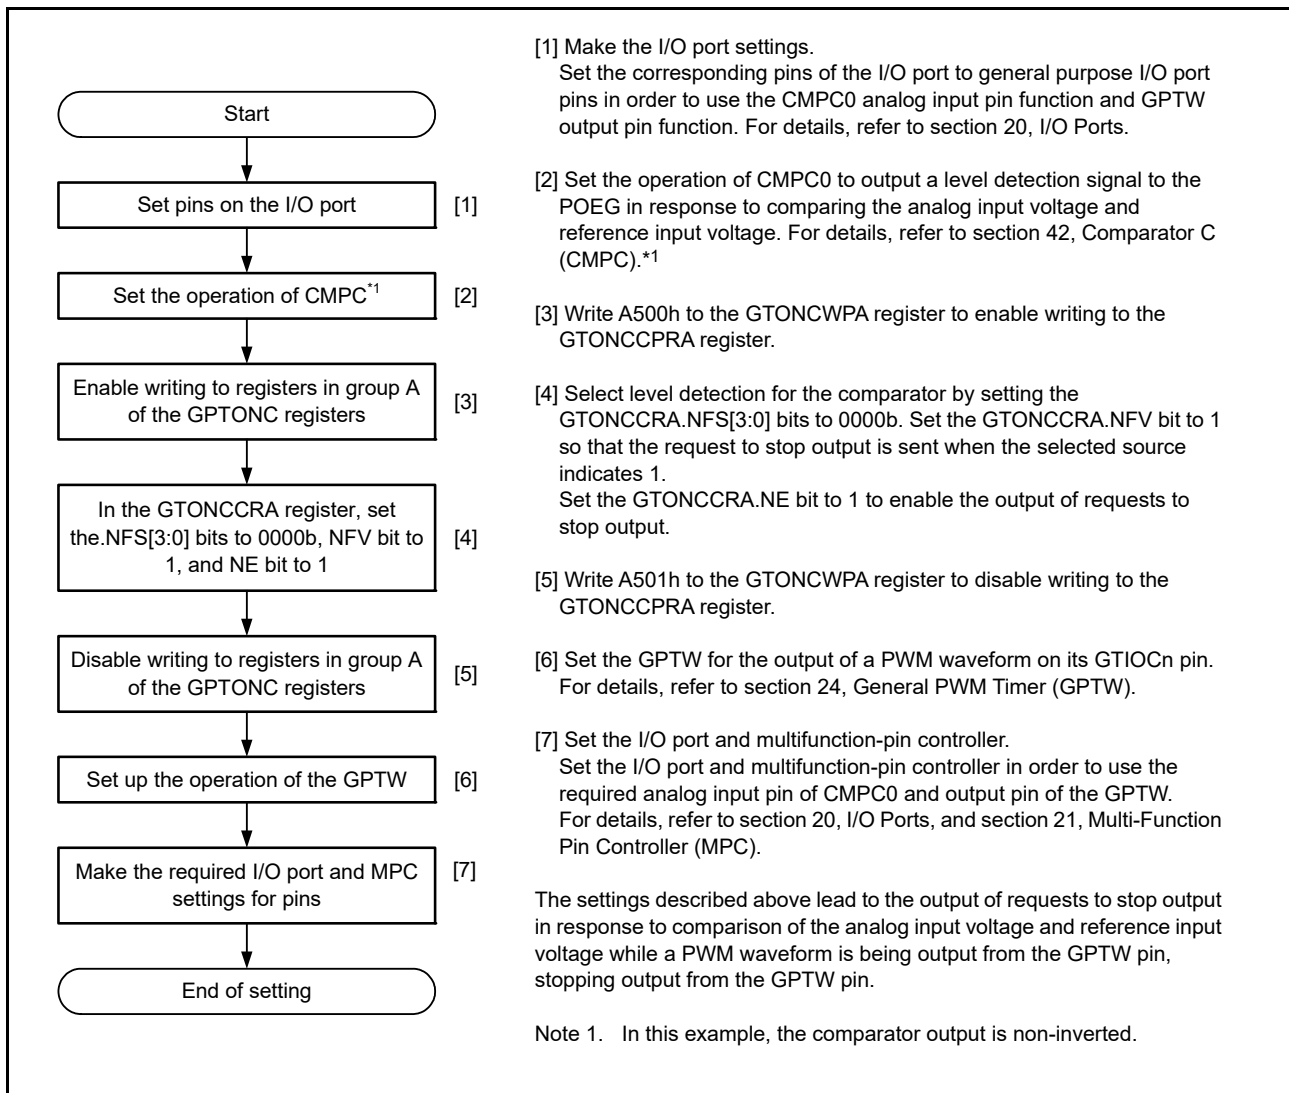 Start
Set pins on the I/O port
[1]
Set the operation of CMPC*1
[2]
Enable writing to registers in group A
of the GPTONC registers
[3]
In the GTONCCRA register, set
the.NFS[3:0] bits to 0000b, NFV bit to
1, and NE bit to 1
[4]
Disable writing to registers in group A
of the GPTONC registers
[5]
Set up the operation of the GPTW
[6]
Make the required I/O port and MPC
settings for pins
[7]
End of setting
[1] Make the I/O port settings.
Set the corresponding pins of the I/O port to general purpose I/O port
pins in order to use the CMPC0 analog input pin function and GPTW
output pin function. For details, refer to section 20, I/O Ports.
[2] Set the operation of CMPC0 to output a level detection signal to the
POEG in response to comparing the analog input voltage and
reference input voltage. For details, refer to section 42, Comparator C
(CMPC).*1
[3] Write A500h to the GTONCWPA register to enable writing to the
GTONCCPRA register.
[4] Select level detection for the comparator by setting the
GTONCCRA.NFS[3:0] bits to 0000b. Set the GTONCCRA.NFV bit to 1
so that the request to stop output is sent when the selected source
indicates 1.
Set the GTONCCRA.NE bit to 1 to enable the output of requests to
stop output.
[5] Write A501h to the GTONCWPA register to disable writing to the
GTONCCPRA register.
[6] Set the GPTW for the output of a PWM waveform on its GTIOCn pin.
For details, refer to section 24, General PWM Timer (GPTW).
[7] Set the I/O port and multifunction-pin controller.
Set the I/O port and multifunction-pin controller in order to use the
required analog input pin of CMPC0 and output pin of the GPTW.
For details, refer to section 20, I/O Ports, and section 21, Multi-Function
Pin Controller (MPC).
The settings described above lead to the output of requests to stop output
in response to comparison of the analog input voltage and reference input
voltage while a PWM waveform is being output from the GPTW pin,
stopping output from the GPTW pin.
Note 1. In this example, the comparator output is non-inverted.